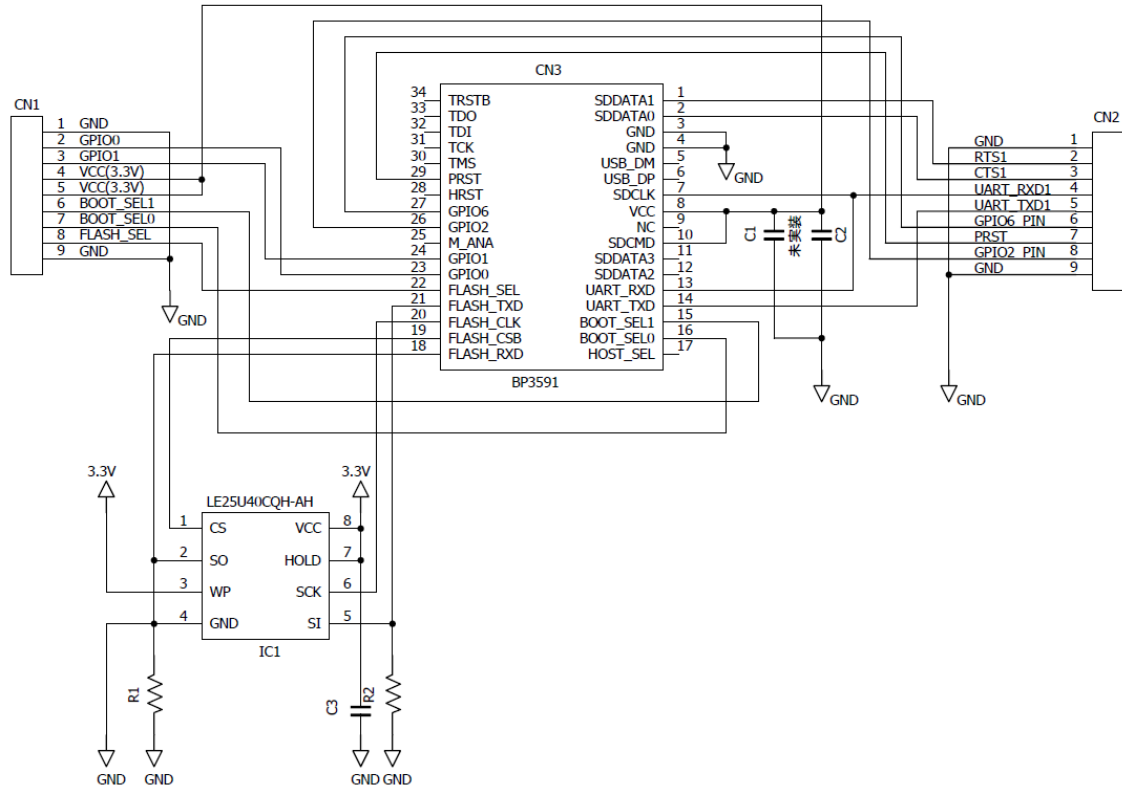 CN3
CN1
1 GND
2 GPIO0
3 GPIO1
4 VCC(3.3V)
5 VCC(3.3V)
6 BOOT_SEL1
7 BOOT_SEL0
8 FLASH_SEL
9 GND
GND
34 TRSTB
33 TDO
32 TDI
31 TCK
30 TMS
29 PRST
28 HRST
27 GPIO6
26 GPIO2
25 M_ANA
24 GPIO1
23 GPIO0
22 FLASH_SEL
21 FLASH_TXD
20 FLASH_CLK
19 FLASH_CSB
18 FLASH_RXD
SDDATA1 1
SDDATA0 2
GND 3
GND 4
USB_DM 5
USB_DP 6
SDCLK 7
VCC 8
NC 9
SDCMD 10
SDDATA3 11
SDDATA2 12
UART_RXD 13
UART_TXD 14
BOOT_SEL1 15
BOOT_SEL0 16
HOST_SEL 17
BP3591
GND
C1
未実装
C2
GND
CN2
GND 1
RTS1 2
CTS1 3
UART_RXD1 4
UART_TXD1 5
GPIO6_PIN 6
PRST 7
GPIO2_PIN 8
GND 9
GND
3.3V
3.3V
LE25U40CQH-AH
1 CS
2 SO
3 WP
4 GND
VCC 8
HOLD 7
SCK 6
SI 5
IC1
R1
C3
R2
GND
GND
GND
GND